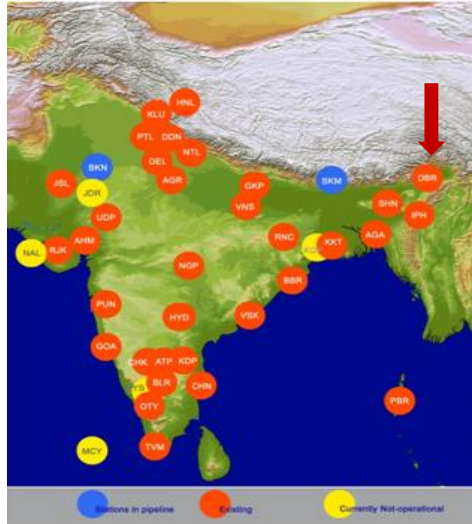 HNL
KLU
PTL DDN
DBR
NTL
DEL
BKN
SKM
AGR
JSL
GKP
JDR
SHN
VNS
IPH
UDP
RNC
KKT
AGA
AHM
NAL RJK
NGP
BBR
PUN
HYD
VSK
GOA
CHK ATP KDP
BLR
CHN
OTY
PBR
MCY
TVM
Stations in pipeline Existing Currently Not-operational